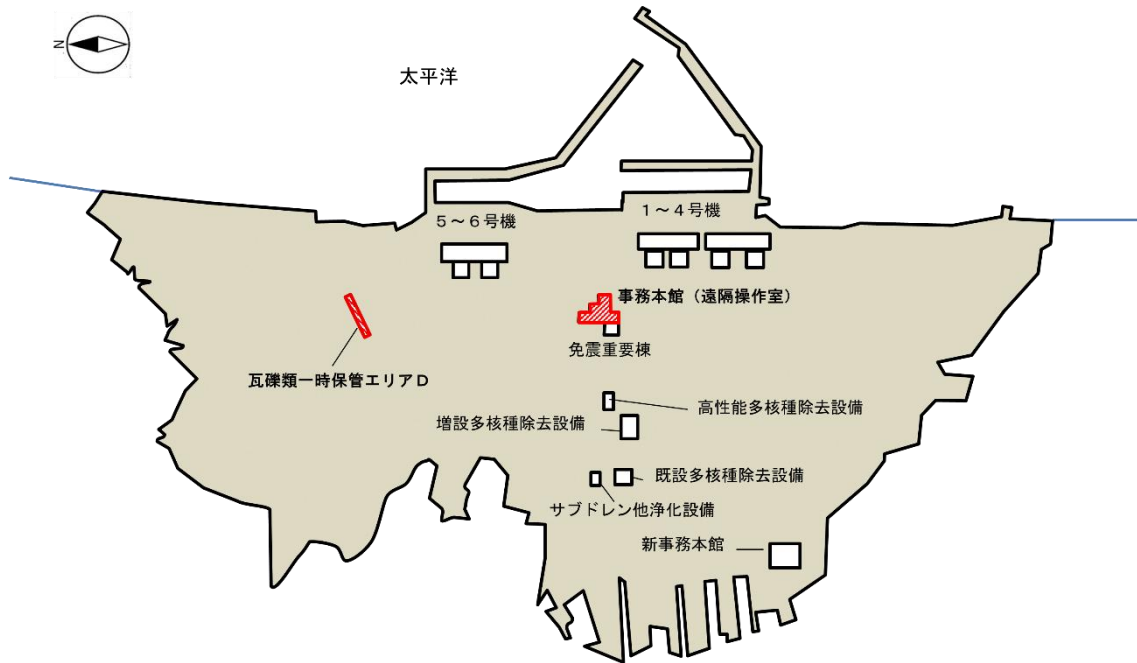 N
太平洋
5～6号機
1～4号機
事務本館（遠隔操作室）
免震重要棟
瓦礫類一時保管エリアD
高性能多核種除去設備
増設多核種除去設備
既設多核種除去設備
サブドレン他浄化設備
新事務本館